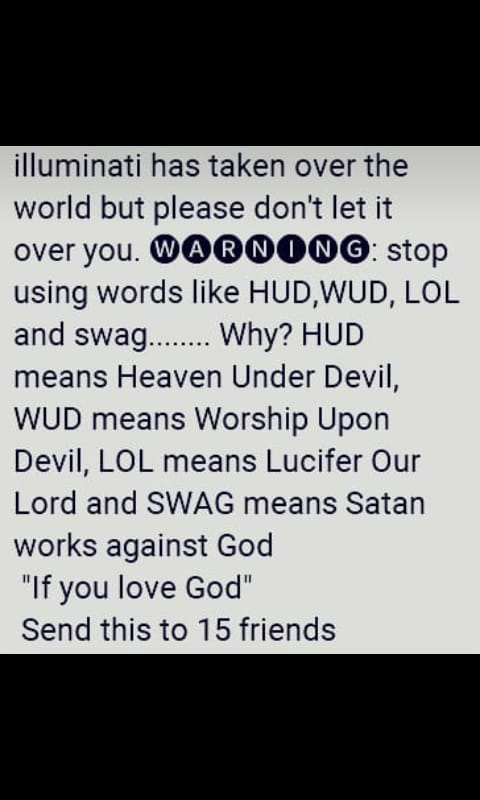 illuminati has taken over the
world but please don't let it
over you. 🅦🅐🅡🅝🅘🅝🅖: stop
using words like HUD,WUD, LOL
and swag........ Why? HUD
means Heaven Under Devil,
WUD means Worship Upon
Devil, LOL means Lucifer Our
Lord and SWAG means Satan
works against God
"If you love God"
Send this to 15 friends